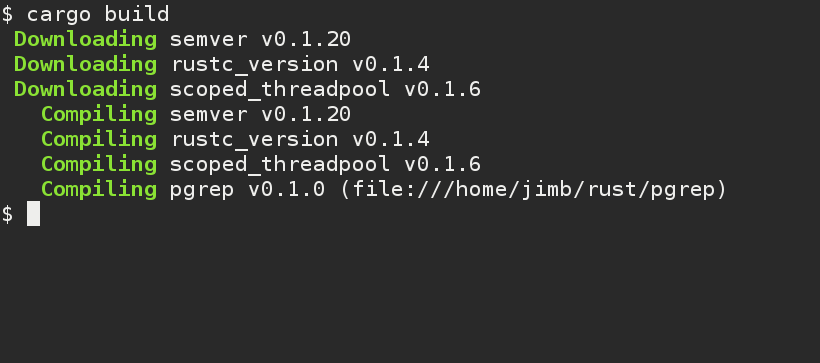 $ cargo build
Downloading semver v0.1.20
Downloading rustc_version v0.1.4
Downloading scoped_threadpool v0.1.6
Compiling semver v0.1.20
Compiling rustc_version v0.1.4
Compiling scoped_threadpool v0.1.6
Compiling pgrep v0.1.0 (file:///home/jimb/rust/pgrep)
$